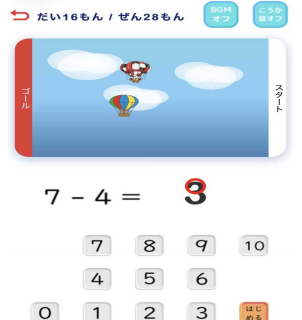 だい16もん / ぜん28もん
BGM
オフ
こうか
音オフ
ゴール
スタート
7 - 4 = 3
7 8 9 10
4 5 6
0 1 2 3
はじ
める